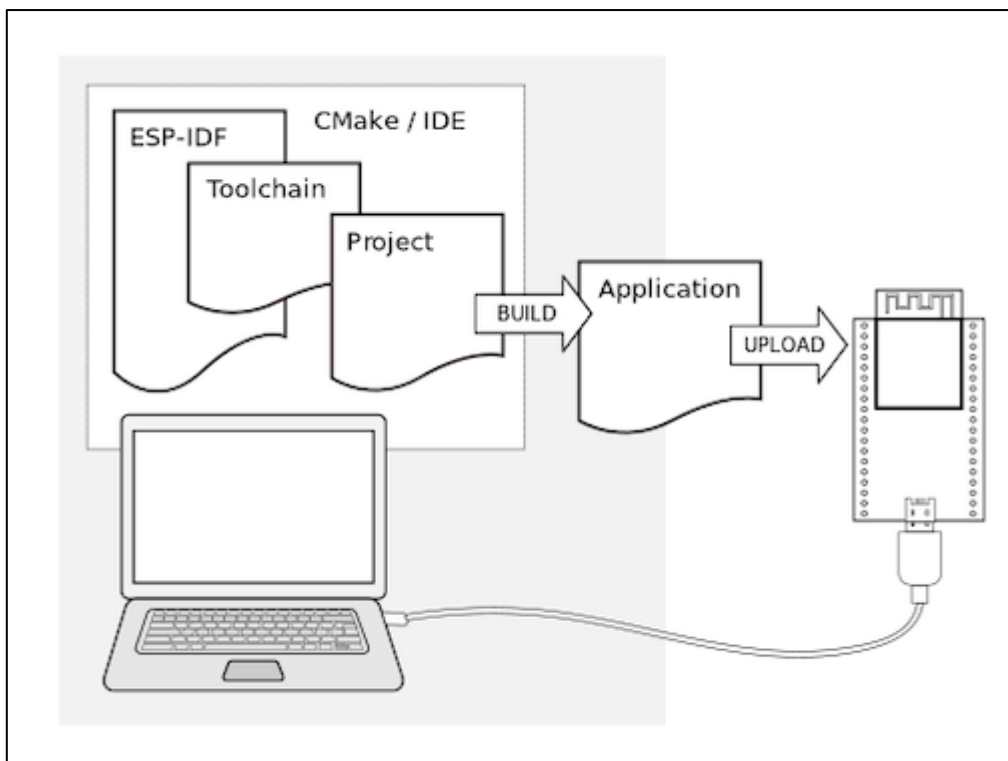 ESP-IDF
CMake / IDE
Toolchain
Project
BUILD
Application
UPLOAD